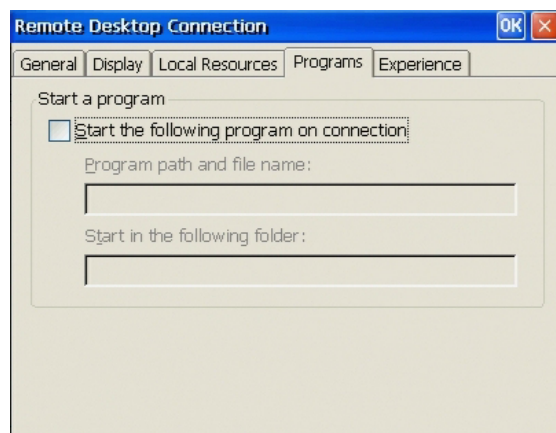 Remote Desktop Connection OK
General Display Local Resources Programs Experience
Start a program
Start the following program on connection
Program path and file name:
Start in the following folder: